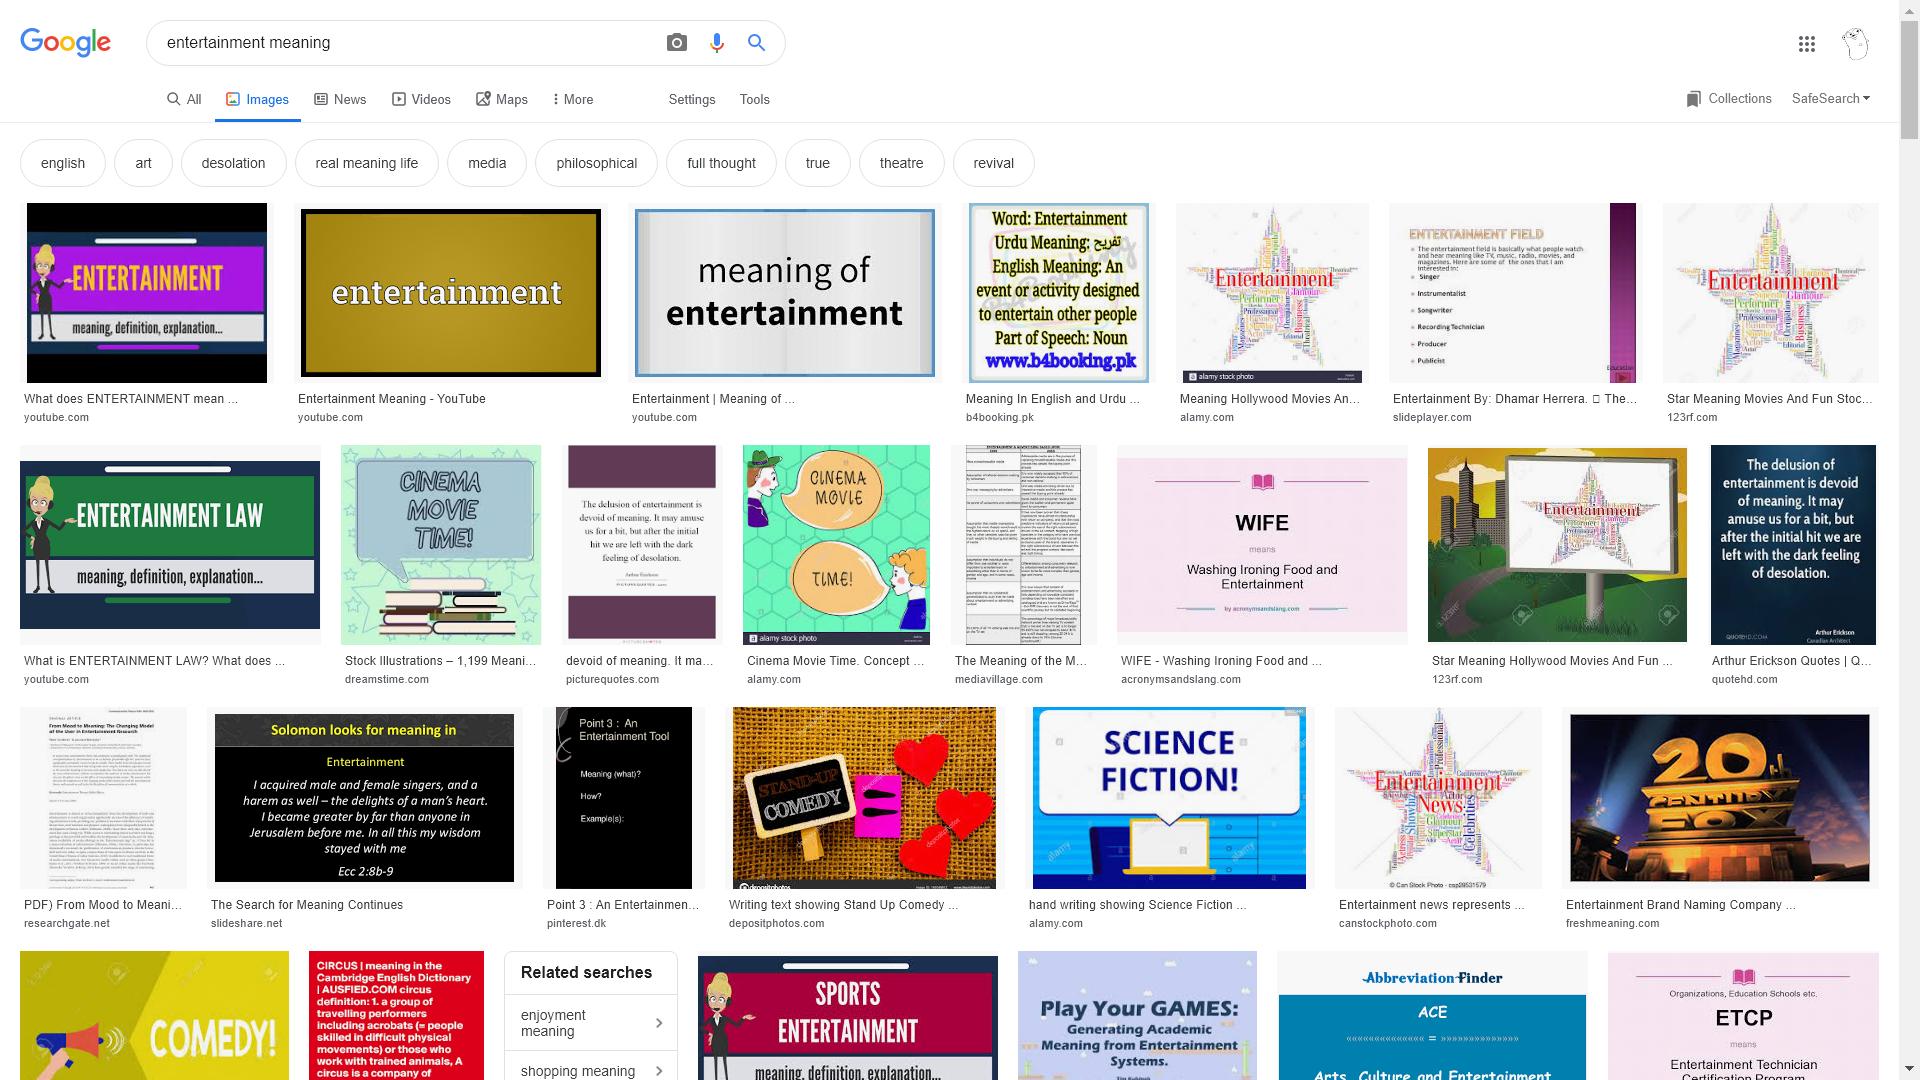 Google
entertainment meaning
All
Images
News
Videos
Maps
More
Settings
Tools
Collections
SafeSearch
english
art
desolation
real meaning life
media
philosophical
full thought
true
theatre
revival
ENTERTAINMENT
meaning, definition, explanation...
What does ENTERTAINMENT mean ...
youtube.com
entertainment
Entertainment Meaning - YouTube
youtube.com
meaning of
entertainment
Entertainment | Meaning of ...
youtube.com
Word: Entertainment
Urdu Meaning: تفریح
English Meaning: An
event or activity designed
to entertain other people
Part of Speech: Noun
www.b4booking.pk
Meaning In English and Urdu ...
b4booking.pk
Entertainment
Performer
alamy stock photo
Meaning Hollywood Movies An...
alamy.com
ENTERTAINMENT FIELD
The entertainment field is basically what people watch
and hear meaning like TV, music, radio, movies, and
magazines. Here are some of the ones that I am
interested in:
Singer
Instrumentalist
Songwriter
Recording Technician
Producer
Publicist
Education
Entertainment By: Dhamar Herrera. The...
slideplayer.com
Entertainment
Performer
Star Meaning Movies And Fun Stoc...
123rf.com
ENTERTAINMENT LAW
meaning, definition, explanation...
What is ENTERTAINMENT LAW? What does ...
youtube.com
CINEMA
MOVIE
TIME!
Stock Illustrations – 1,199 Meani...
dreamstime.com
The delusion of entertainment is
devoid of meaning. It may amuse
us for a bit, but after the initial
hit we are left with the dark
feeling of desolation.
Arthur Erickson
devoid of meaning. It ma...
picturequotes.com
CINEMA
MOVIE
TIME!
alamy stock photo
Cinema Movie Time. Concept ...
alamy.com
The Meaning of the M...
mediavillage.com
WIFE
means
Washing Ironing Food and
Entertainment
by acronymsandslang.com
WIFE - Washing Ironing Food and ...
acronymsandslang.com
Entertainment
Star Meaning Hollywood Movies And Fun ...
123rf.com
The delusion of
entertainment is devoid
of meaning. It may
amuse us for a bit, but
after the initial hit we are
left with the dark feeling
of desolation.
QUOTEHD.COM
Arthur Erickson
Canadian Architect
Arthur Erickson Quotes | Q...
quotehd.com
From Mood to Meaning: The Changing Model
of the User in Entertainment Research
PDF) From Mood to Meani...
researchgate.net
Solomon looks for meaning in
Entertainment
I acquired male and female singers, and a
harem as well – the delights of a man's heart.
I became greater by far than anyone in
Jerusalem before me. In all this my wisdom
stayed with me
Ecc 2:8b-9
The Search for Meaning Continues
slideshare.net
Point 3 : An
Entertainment Tool
Meaning (what)?
How?
Example(s):
Point 3 : An Entertainmen...
pinterest.dk
STAND-UP
COMEDY
depositphotos
Writing text showing Stand Up Comedy ...
depositphotos.com
SCIENCE
FICTION!
hand writing showing Science Fiction ...
alamy.com
Entertainment
News
© Can Stock Photo - csp28531579
Entertainment news represents ...
canstockphoto.com
20
CENTURY
FOX
Entertainment Brand Naming Company ...
freshmeaning.com
COMEDY!
CIRCUS | meaning in the
Cambridge English Dictionary
| AUSFIED.COM circus
definition: 1. a group of
travelling performers
including acrobats (= people
skilled in difficult physical
movements) or those who
work with trained animals, A
circus is a company of
Related searches
enjoyment
meaning
shopping meaning
SPORTS
ENTERTAINMENT
meaning, definition, explanation...
Play Your GAMES:
Generating Academic
Meaning from Entertainment
Systems.
Abbreviation Finder
ACE
=
Arts, Culture and Entertainment
Organizations, Education Schools etc.
ETCP
means
Entertainment Technician
Certification Program